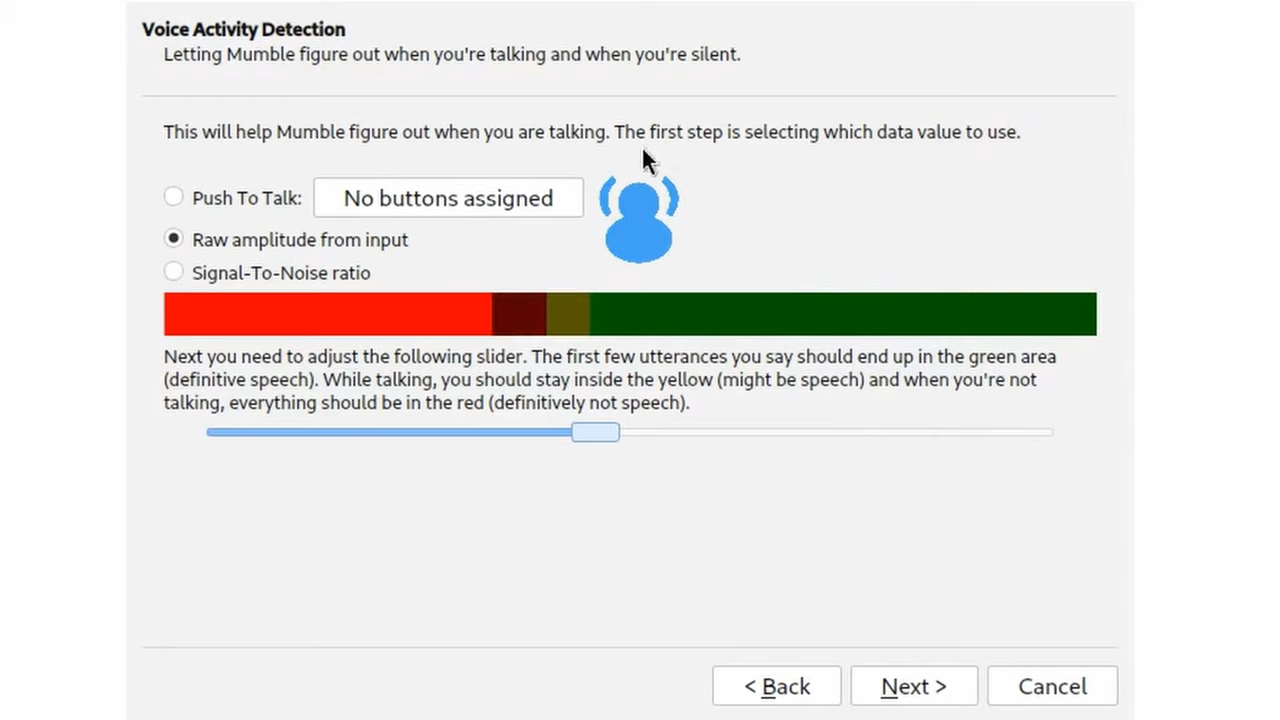 Voice Activity Detection
Letting Mumble figure out when you're talking and when you're silent.
This will help Mumble figure out when you are talking. The first step is selecting which data value to use.
Push To Talk: No buttons assigned
Raw amplitude from input
Signal-To-Noise ratio
Next you need to adjust the following slider. The first few utterances you say should end up in the green area
(definitive speech). While talking, you should stay inside the yellow (might be speech) and when you're not
talking, everything should be in the red (definitively not speech).
< Back Next > Cancel